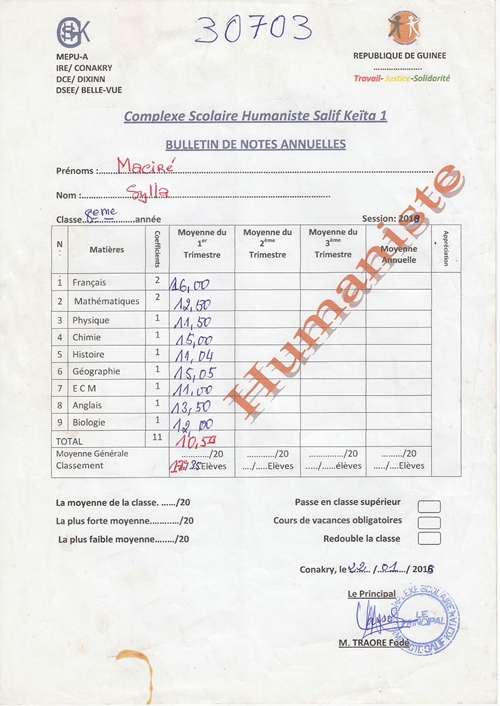 30703
MEPU-A
IRE/ CONAKRY
DCE/ DIXINN
DSEE/ BELLE-VUE
REPUBLIQUE DE GUINEE
Travail-Justice-Solidarité
Complexe Scolaire Humaniste Salif Keïta 1
BULLETIN DE NOTES ANNUELLES
Prénoms : Maciré
Nom : Sylla
Classe 8eme année Session: 2018
N : Matières Coefficients Moyenne du 1er Trimestre Moyenne du 2ème Trimestre Moyenne du 3ème Trimestre Moyenne Annuelle Appréciation
1 Français 2 16,00
2 Mathématiques 2 12,50
3 Physique 1 11,50
4 Chimie 1 15,00
5 Histoire 1 11,04
6 Géographie 1 15,05
7 E C M 1 11,00
8 Anglais 1 13,50
9 Biologie 1 12,00
TOTAL 11
Moyenne Générale ............/20 ............/20 ............/20 ........../20
Classement Elèves ..../.....Elèves ...../.....élèves ..../....Elèves
Humaniste
La moyenne de la classe. ....../20
La plus forte moyenne.........../20
La plus faible moyenne......../20
Passe en classe supérieur
Cours de vacances obligatoires
Redouble la classe
Conakry, le 22 / 01 / 2018
Le Principal
LE PRINCIPAL
M. TRAORE Fodé